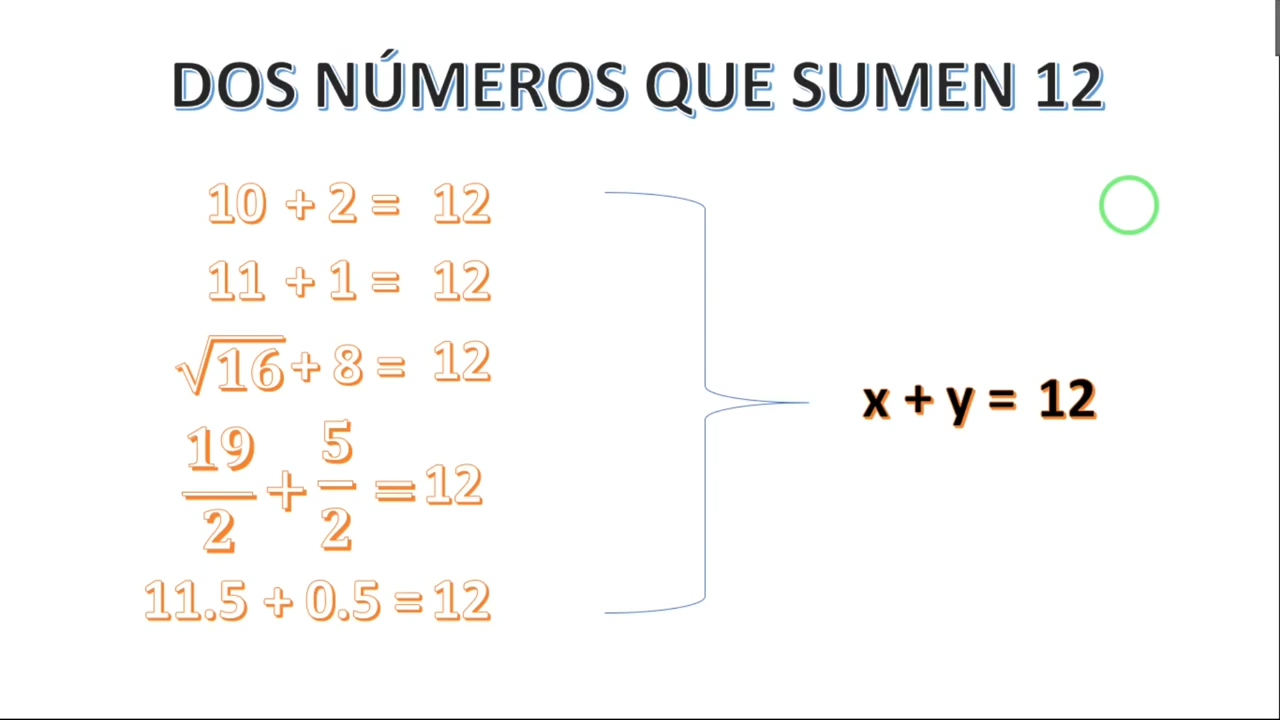 DOS NÚMEROS QUE SUMEN 12
10 + 2 = 12
11 + 1 = 12
√16 + 8 = 12
19/2 + 5/2 = 12
11.5 + 0.5 = 12
x + y = 12